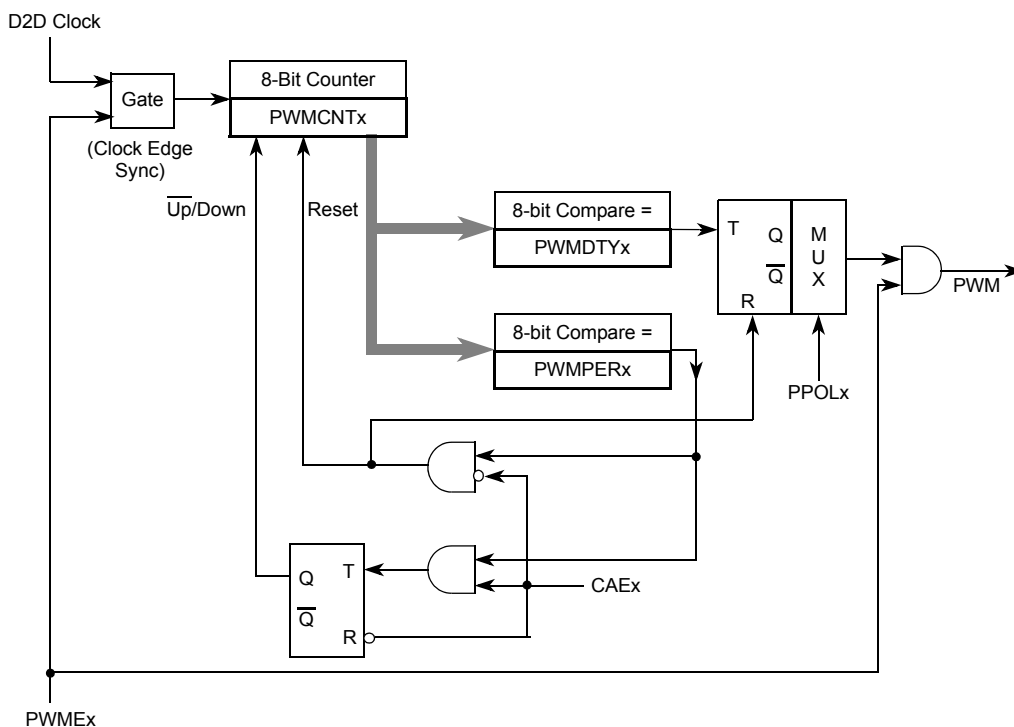 D2D Clock
8-Bit Counter
Gate
PWMCNTx
(Clock Edge
Sync)
Up/Down
Reset
8-bit Compare =
PWMDTYx
T
Q
Q
R
M
U
X
PWM
8-bit Compare =
PWMPERx
PPOLx
Q
T
Q
R
CAEx
PWMEx